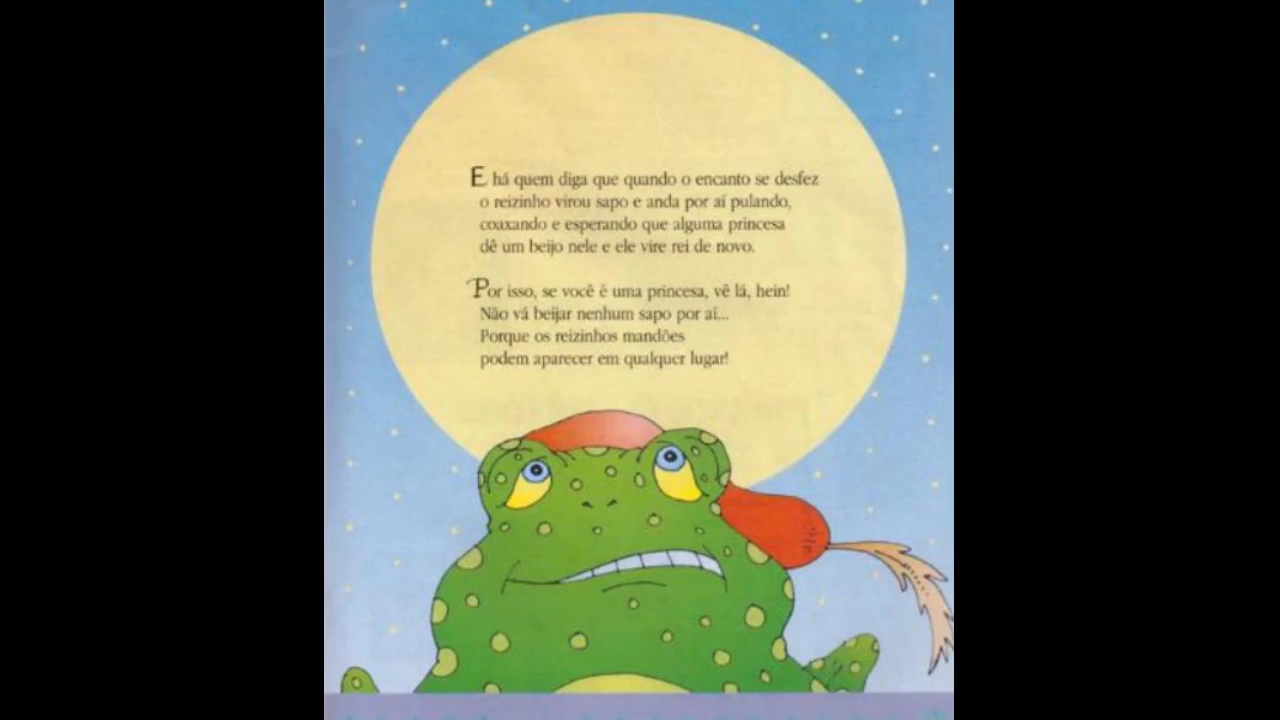 E há quem diga que quando o encanto se desfez
o reizinho virou sapo e anda por aí pulando,
coaxando e esperando que alguma princesa
dê um beijo nele e ele vire rei de novo.
Por isso, se você é uma princesa, vê lá, hein!
Não vá beijar nenhum sapo por aí...
Porque os reizinhos mandões
podem aparecer em qualquer lugar!